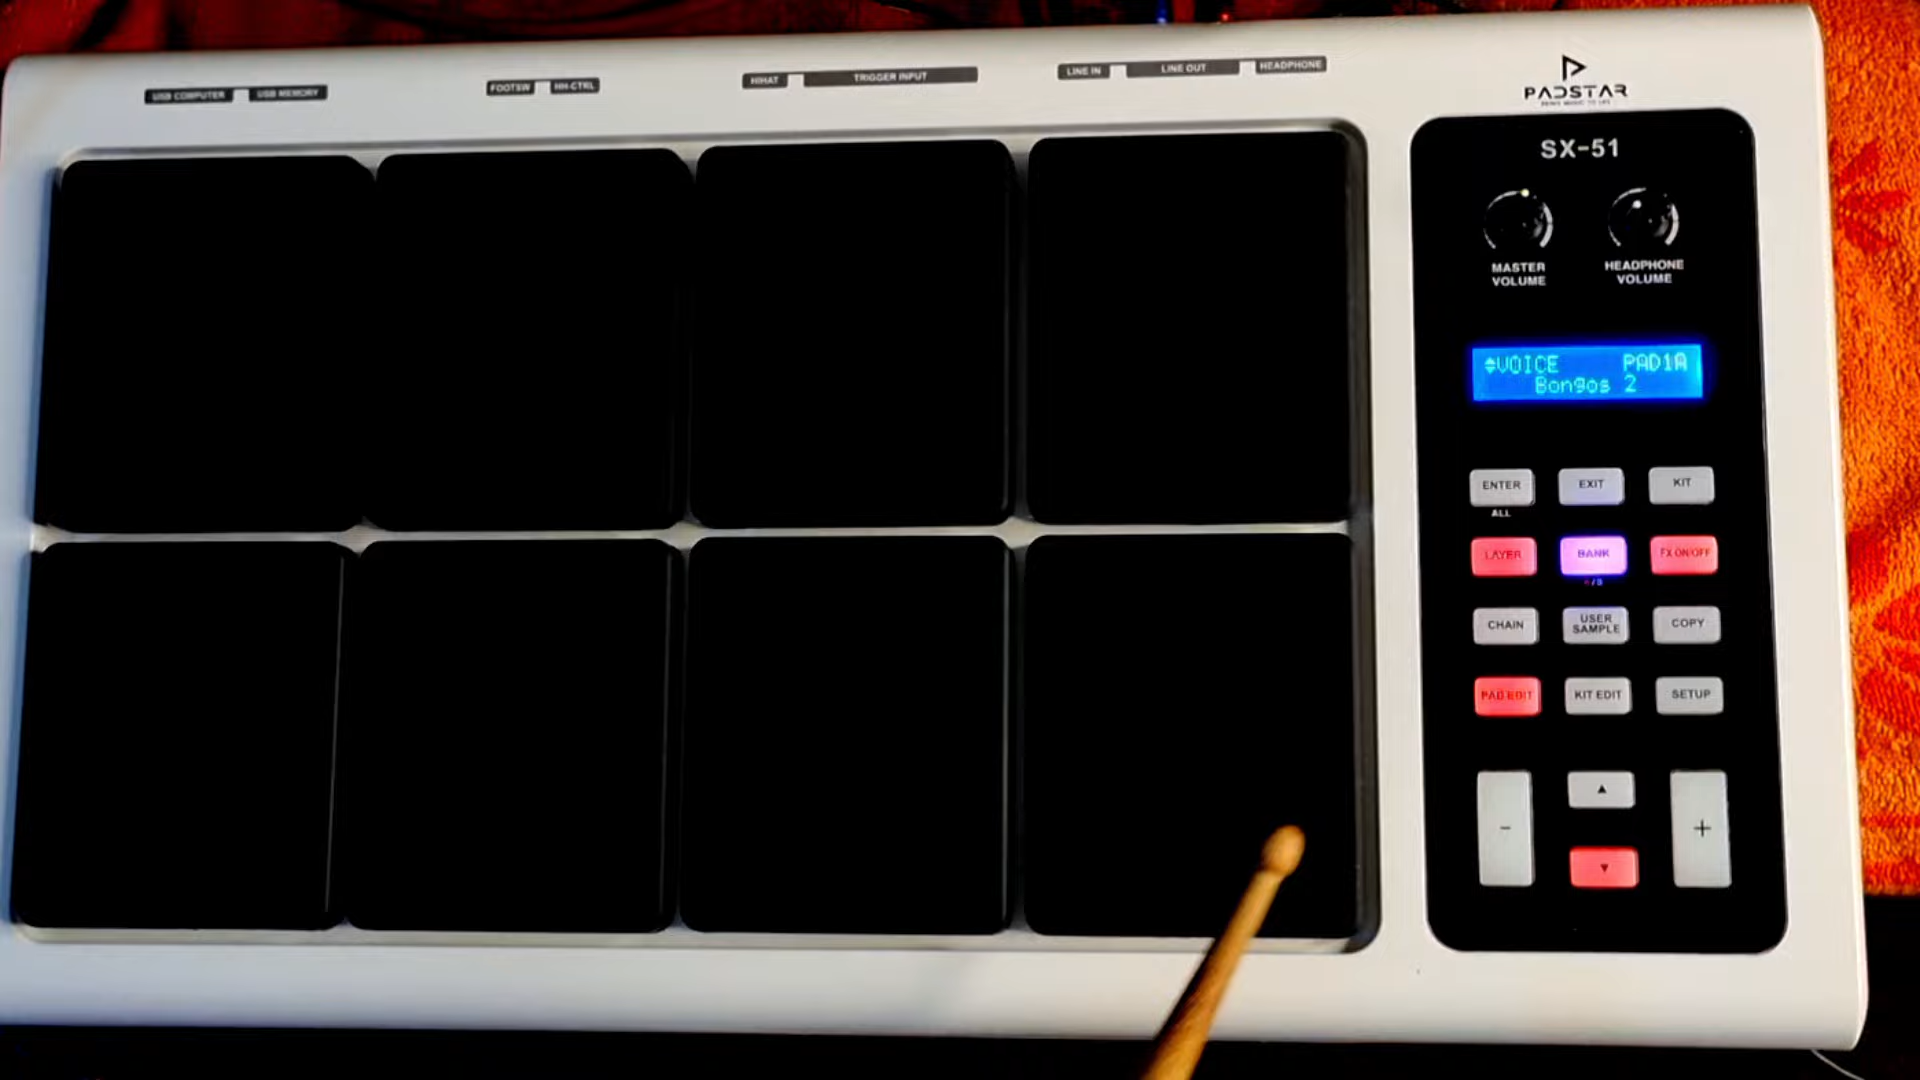 USB COMPUTER USB MEMORY
FOOTSW HH-CTRL
HIHAT TRIGGER INPUT
LINE IN LINE OUT HEADPHONE
PADSTAR
SX-51
MASTER VOLUME
HEADPHONE VOLUME
VOICE PAD1A
Bongos 2
ENTER EXIT KIT
ALL
LAYER BANK FX ON/OFF
CHAIN USER SAMPLE COPY
PAD EDIT KIT EDIT SETUP
- +